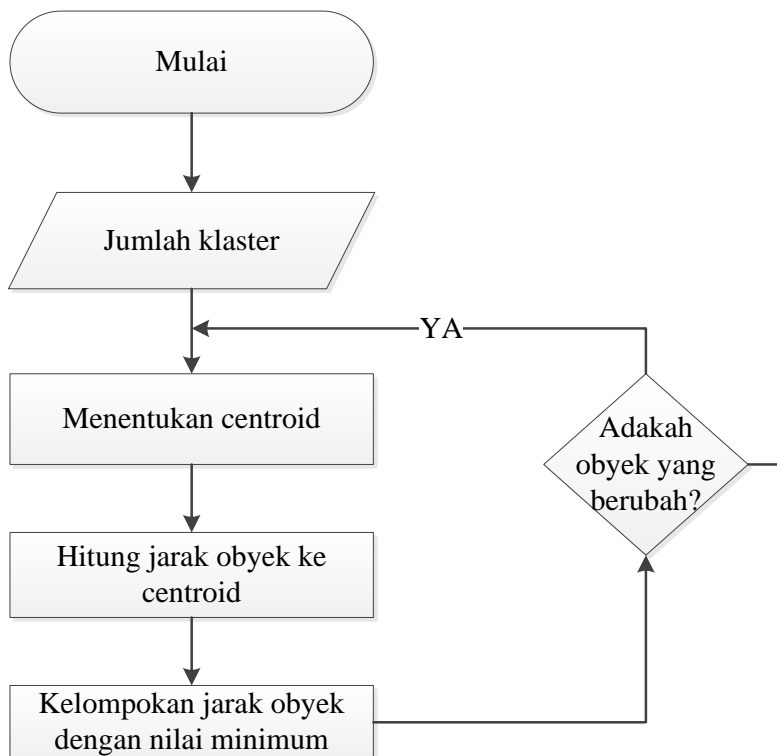 Mulai
Jumlah klaster
YA
Menentukan centroid
Adakah
obyek yang
berubah?
Hitung jarak obyek ke
centroid
Kelompokan jarak obyek
dengan nilai minimum